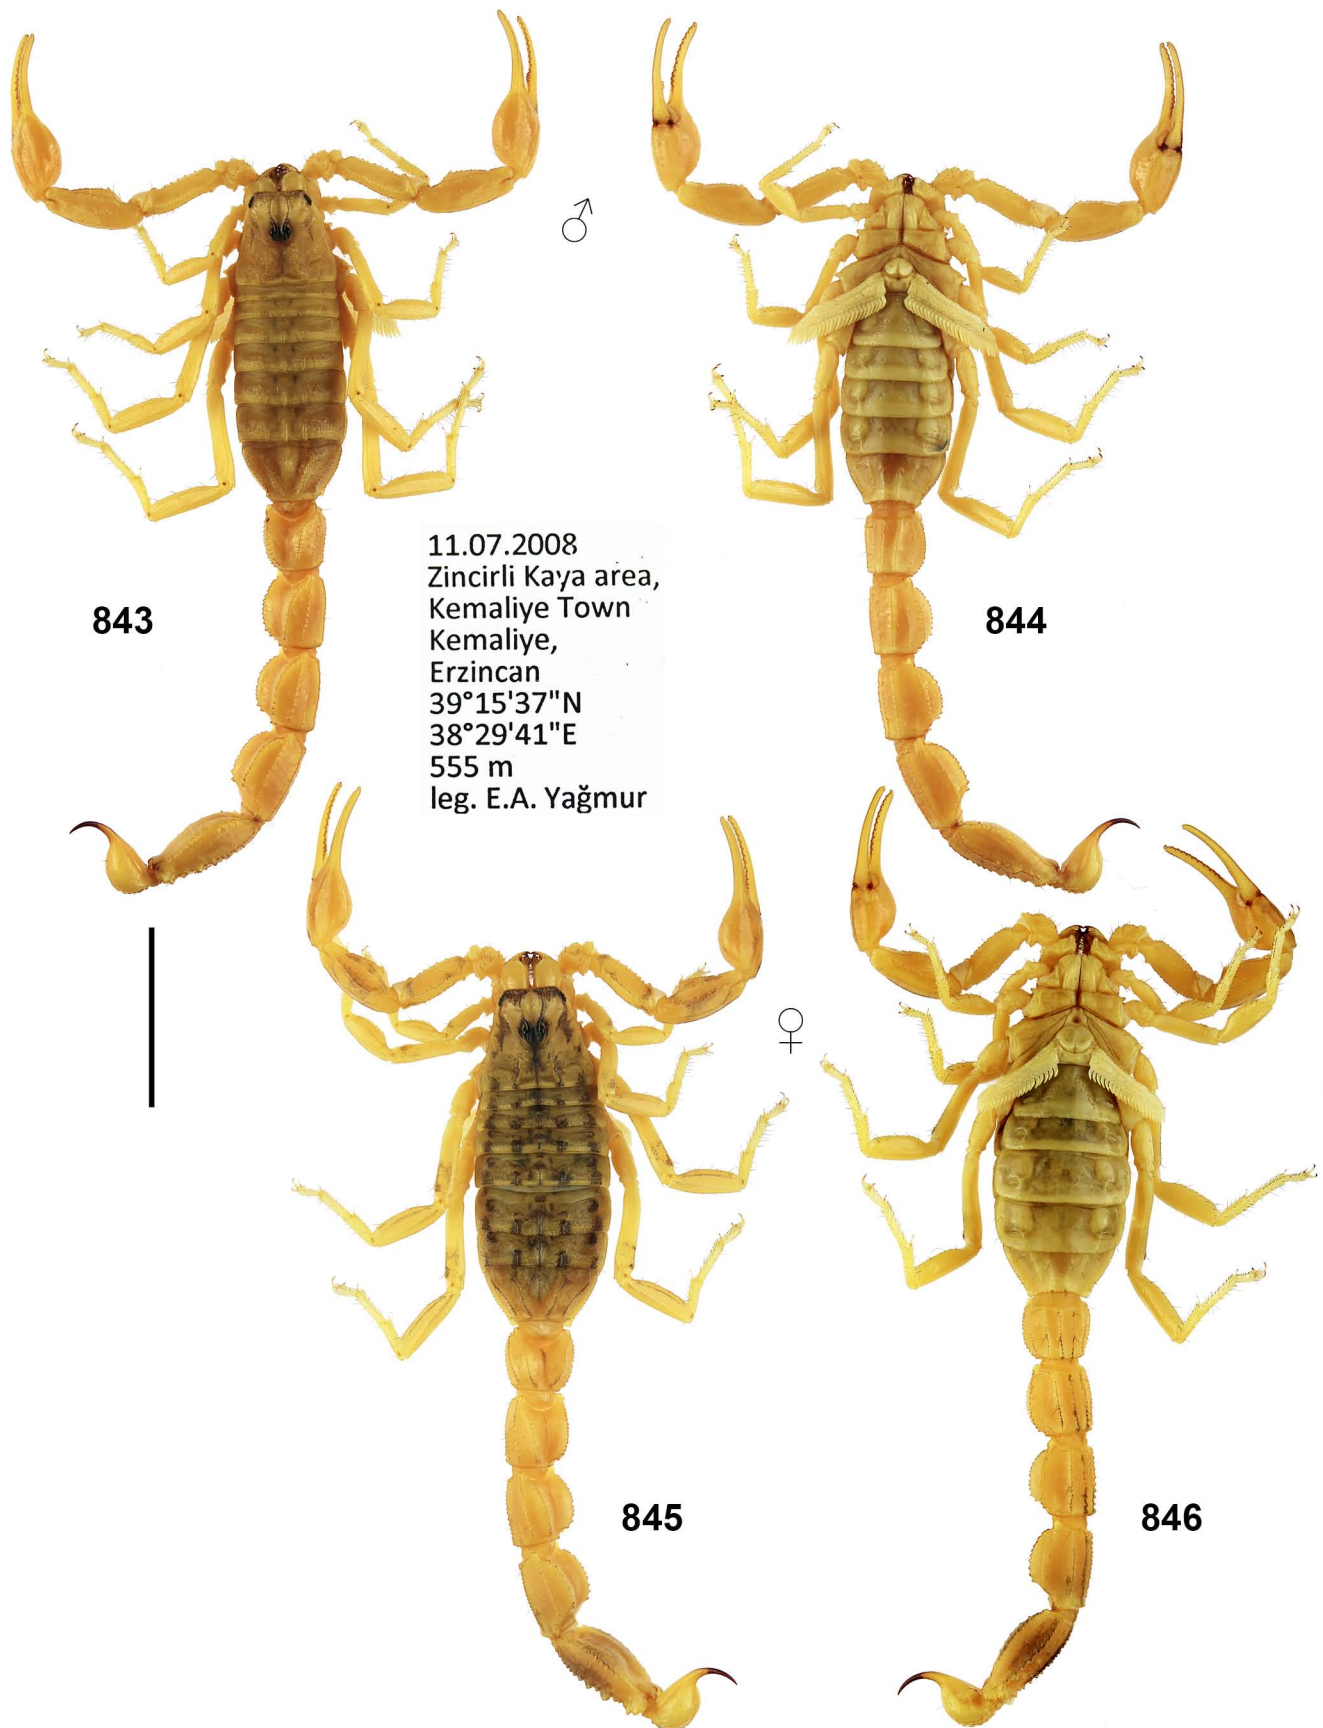 ♂
11.07.2008
Zincirli Kaya area,
Kemaliye Town
Kemaliye,
Erzincan
39°15'37"N
38°29'41"E
555 m
leg. E.A. Yağmur
843
844
♀
845
846